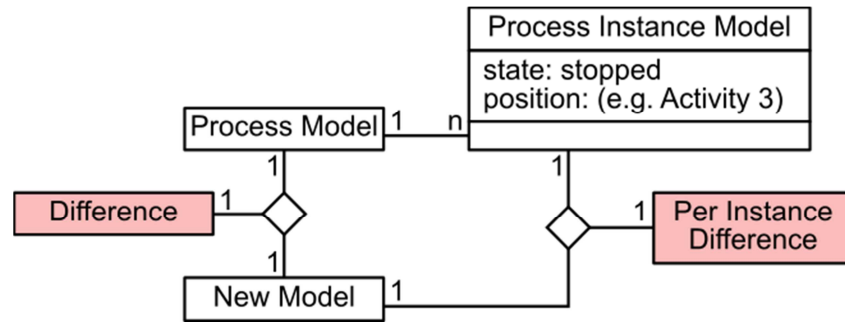 Process Instance Model
state: stopped
position: (e.g. Activity 3)
Process Model
1
n
1
1
Difference
1
1
Per Instance
Difference
1
New Model
1